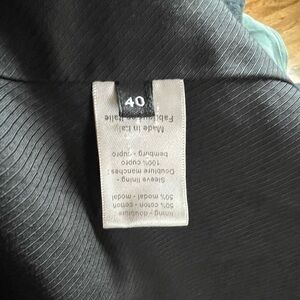 40
lining - doublure
50% cotton - coton
50% modal - modal
Sleeve lining -
Doublure manches :
100% cupro
bemberg - cupro
Made in Italy
Fabriqué en Italie